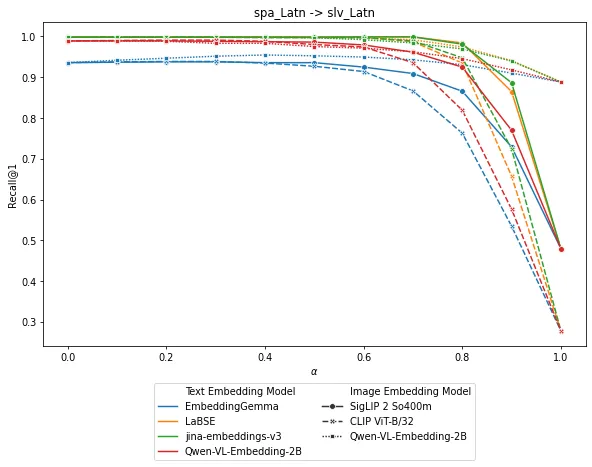 spa_Latn -> slv_Latn
Recall@1
1.0
0.9
0.8
0.7
0.6
0.5
0.4
0.3
0.0
0.2
0.4
0.6
0.8
1.0
α
Text Embedding Model
EmbeddingGemma
LaBSE
jina-embeddings-v3
Qwen-VL-Embedding-2B
Image Embedding Model
SigLIP 2 So400m
CLIP ViT-B/32
Qwen-VL-Embedding-2B